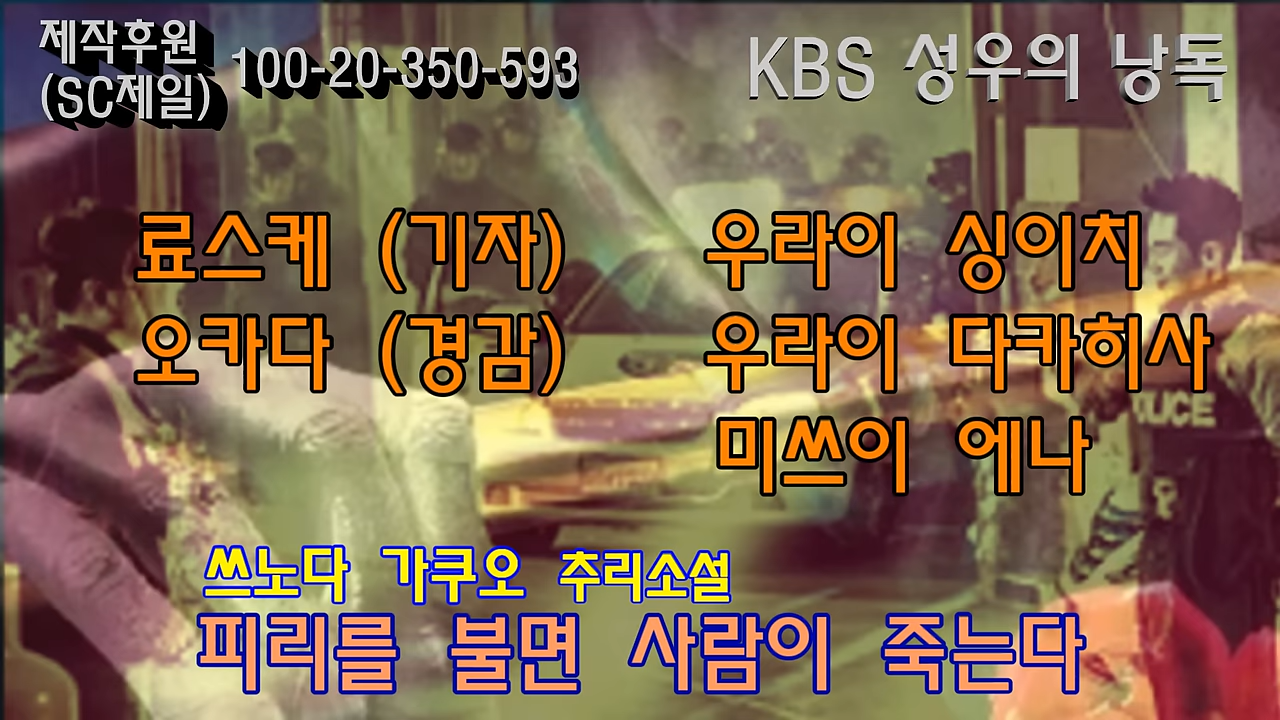 제작후원
(SC제일) 100-20-350-593
KBS 성우의 낭독
료스케 (기자) 우라이 싱이치
오카다 (경감) 우라이 다카히사
미쓰이 에나
쓰노다 가쿠오 추리소설
피리를 불면 사람이 죽는다